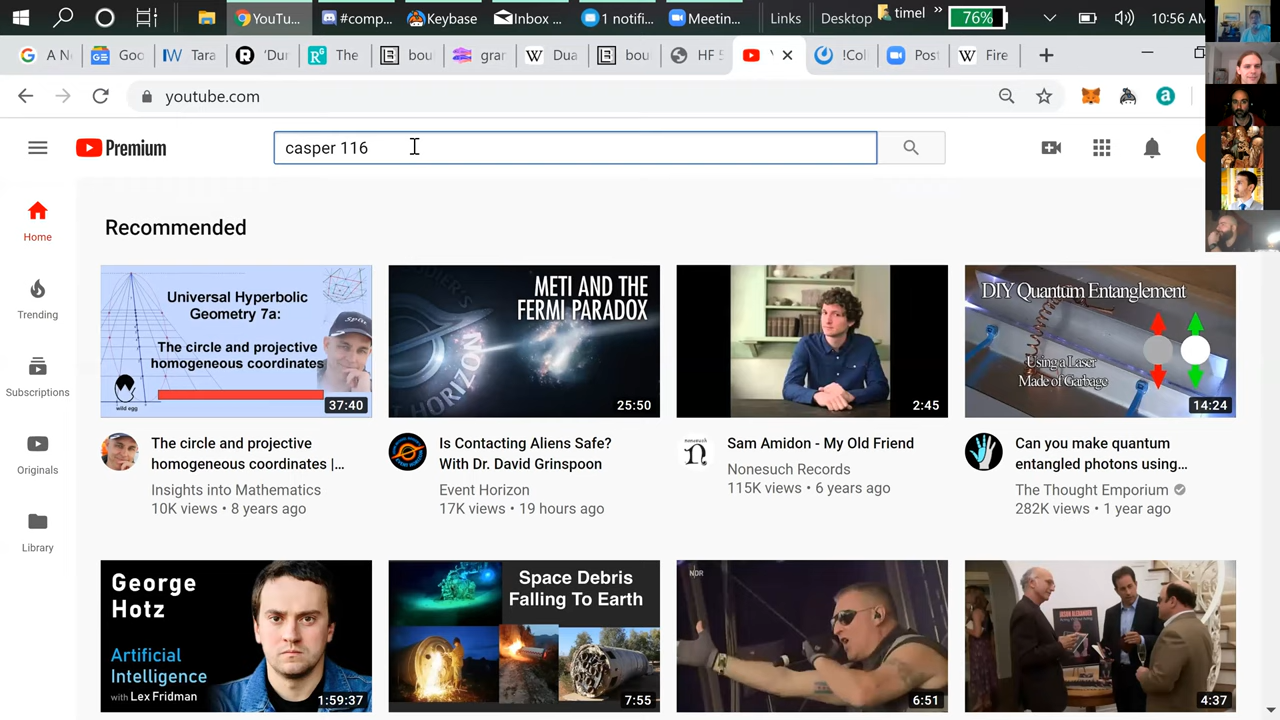 YouTu...
#comp...
Keybase
Inbox ...
1 notifi...
Meetin...
Links
Desktop
timel
»
76%
10:56 AM
A N
Goo
Tara
'Dur
The
bou
grar
Dua
bou
HF 5
!Col
Post
Fire
youtube.com
Premium
casper 116
Home
Trending
Subscriptions
Originals
Library
Recommended
Universal Hyperbolic
Geometry 7a:
The circle and projective
homogeneous coordinates
wild egg
37:40
The circle and projective
homogeneous coordinates |...
Insights into Mathematics
10K views • 8 years ago
METI AND THE
FERMI PARADOX
25:50
Is Contacting Aliens Safe?
With Dr. David Grinspoon
Event Horizon
17K views • 19 hours ago
2:45
nonesuch
Sam Amidon - My Old Friend
Nonesuch Records
115K views • 6 years ago
DIY Quantum Entanglement
Using a Laser
Made of Garbage
14:24
Can you make quantum
entangled photons using...
The Thought Emporium
282K views • 1 year ago
George
Hotz
Artificial
Intelligence
with Lex Fridman
1:59:37
Space Debris
Falling To Earth
7:55
NDR
6:51
JASON ALEXANDER
4:37